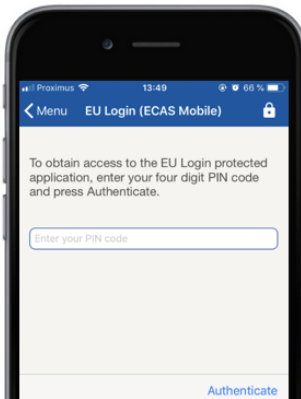 Proximus 13:49 66 %
Menu EU Login (ECAS Mobile)
To obtain access to the EU Login protected
application, enter your four digit PIN code
and press Authenticate.
Enter your PIN code
Authenticate